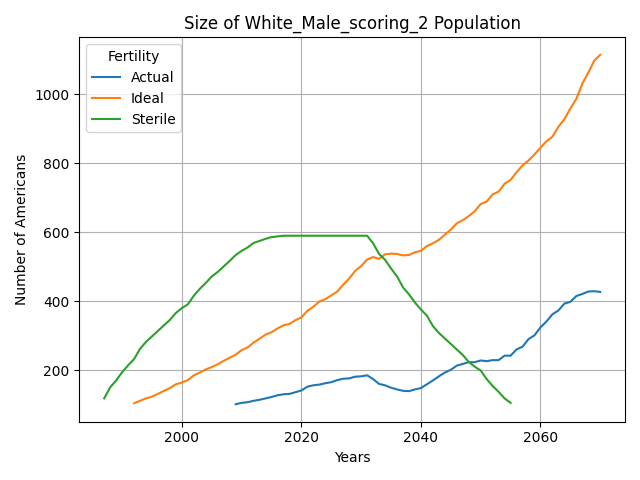 Size of White_Male_scoring_2 Population
Fertility
Actual
Ideal
Sterile
Number of Americans
1000
800
600
400
200
2000
2020
2040
2060
Years